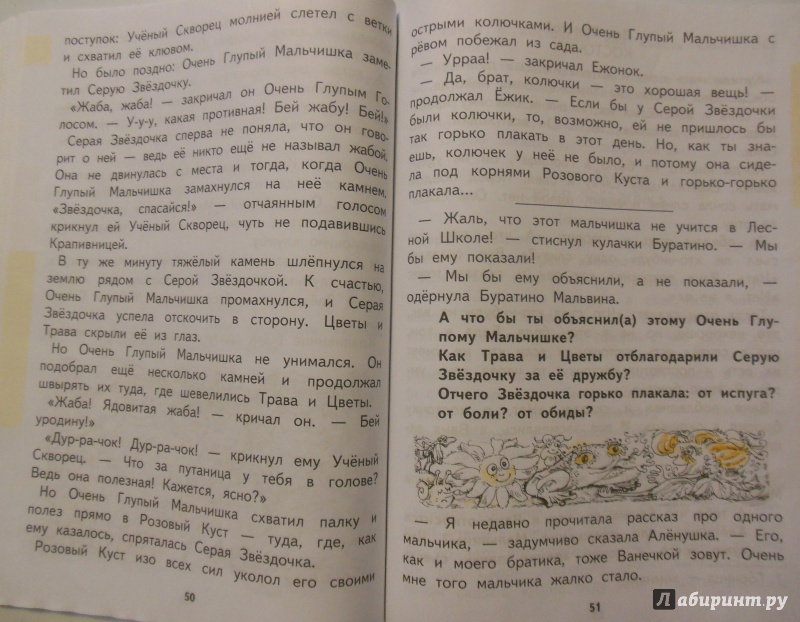 поступок: Учёный Скворец молнией слетел с ветки
и схватил её клювом.
Но было поздно: Очень Глупый Мальчишка заме-
тил Серую Звёздочку.
«Жаба, жаба! — закричал он Очень Глупым Го-
лосом. — У-у-у, какая противная! Бей жабу! Бей!»
Серая Звёздочка сперва не поняла, что он гово-
рит о ней — ведь её никто ещё не называл жабой.
Она не двинулась с места и тогда, когда Очень
Глупый Мальчишка замахнулся на неё камнем.
«Звёздочка, спасайся!» — отчаянным голосом
крикнул ей Учёный Скворец, чуть не подавившись
Крапивницей.
В ту же минуту тяжёлый камень шлёпнулся на
землю рядом с Серой Звёздочкой. К счастью,
Очень Глупый Мальчишка промахнулся, и Серая
Звёздочка успела отскочить в сторону. Цветы и
Трава скрыли её из глаз.
Но Очень Глупый Мальчишка не унимался. Он
подобрал ещё несколько камней и продолжал
швырять их туда, где шевелились Трава и Цветы.
«Жаба! Ядовитая жаба! — кричал он. — Бей
уродину!»
«Дур-ра-чок! Дур-ра-чок! — крикнул ему Учёный
Скворец. — Что за путаница у тебя в голове?
Ведь она полезная! Кажется, ясно?»
Но Очень Глупый Мальчишка схватил палку и
полез прямо в Розовый Куст — туда, где, как
ему казалось, спряталась Серая Звёздочка.
Розовый Куст изо всех сил уколол его своими
50
острыми колючками. И Очень Глупый Мальчишка с
рёвом побежал из сада.
— Урраа! — закричал Ежонок.
— Да, брат, колючки — это хорошая вещь! —
продолжал Ёжик. — Если бы у Серой Звёздочки
были колючки, то, возможно, ей не пришлось бы
так горько плакать в этот день. Но, как ты зна-
ешь, колючек у неё не было, и потому она сиде-
ла под корнями Розового Куста и горько-горько
плакала...
— Жаль, что этот мальчишка не учится в Лес-
ной Школе! — стиснул кулачки Буратино. — Мы
бы ему показали!
— Мы бы ему объяснили, а не показали, —
одёрнула Буратино Мальвина.
А что бы ты объяснил(а) этому Очень Глу-
пому Мальчишке?
Как Трава и Цветы отблагодарили Серую
Звёздочку за её дружбу?
Отчего Звёздочка горько плакала: от испуга?
от боли? от обиды?
— Я недавно прочитала рассказ про одного
мальчика, — задумчиво сказала Алёнушка. — Его,
как и моего братика, тоже Ванечкой зовут. Очень
мне того мальчика жалко стало.
51
Лабиринт.ру